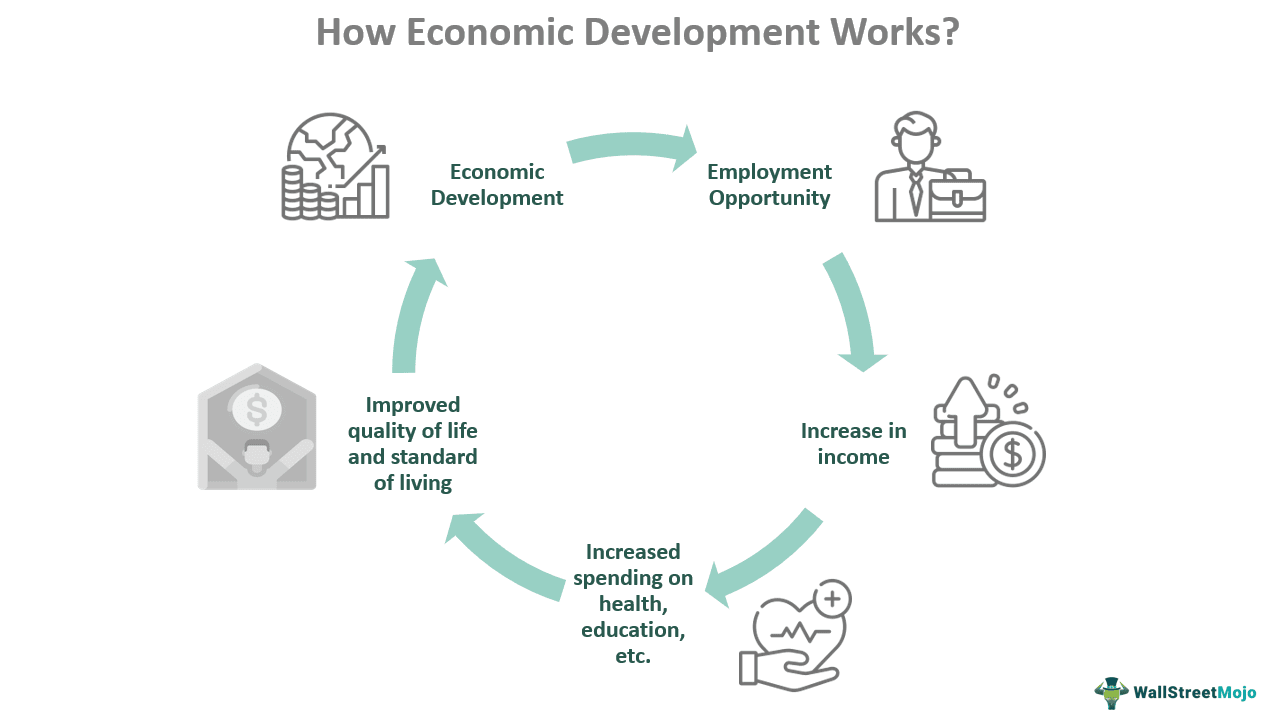 How Economic Development Works?
Economic
Development
Employment
Opportunity
Increase in
income
Increased
spending on
health,
education,
etc.
Improved
quality of life
and standard
of living
$
$
WallStreetMojo